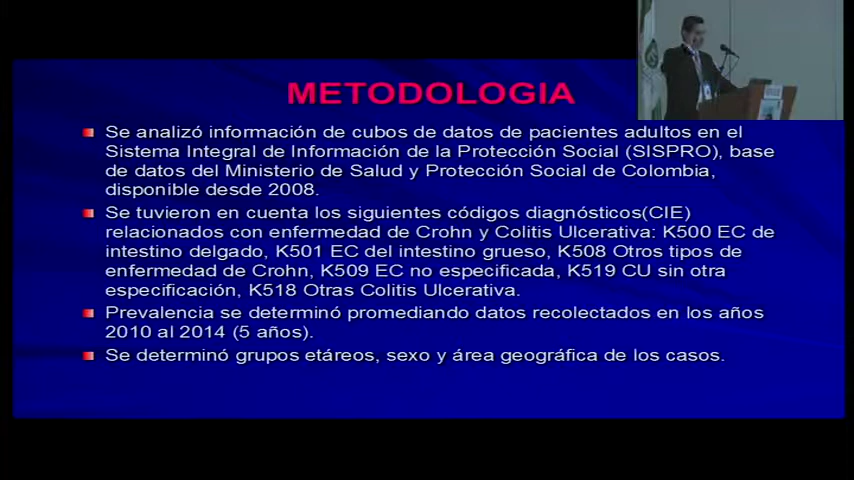 METODOLOGIA
Se analizó información de cubos de datos de pacientes adultos en el
Sistema Integral de Información de la Protección Social (SISPRO), base
de datos del Ministerio de Salud y Protección Social de Colombia,
disponible desde 2008.
Se tuvieron en cuenta los siguientes códigos diagnósticos(CIE)
relacionados con enfermedad de Crohn y Colitis Ulcerativa: K500 EC de
intestino delgado, K501 EC del intestino grueso, K508 Otros tipos de
enfermedad de Crohn, K509 EC no especificada, K519 CU sin otra
especificación, K518 Otras Colitis Ulcerativa.
Prevalencia se determinó promediando datos recolectados en los años
2010 al 2014 (5 años).
Se determinó grupos etáreos, sexo y área geográfica de los casos.